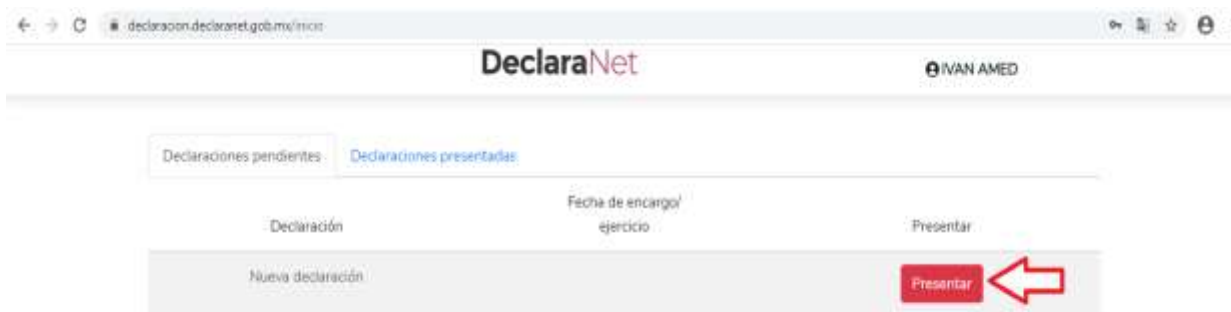 declaracion.declaranet.gob.mx/inicio
DeclaraNet
IVAN AMED
Declaraciones pendientes Declaraciones presentadas
Fecha de encargo/
Declaración ejercicio Presentar
Nueva declaración Presentar